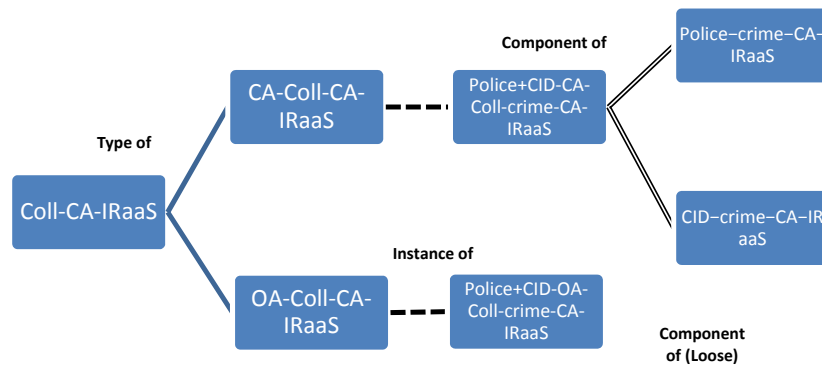 Component of
Police–crime–CA–
IRaaS
CA-Coll-CA-
IRaaS
Police+CID-CA-
Coll-crime-CA-
IRaaS
Type of
Coll-CA-IRaaS
CID–crime–CA–IR
aaS
Instance of
OA-Coll-CA-
IRaaS
Police+CID-OA-
Coll-crime-CA-
IRaaS
Component
of (Loose)